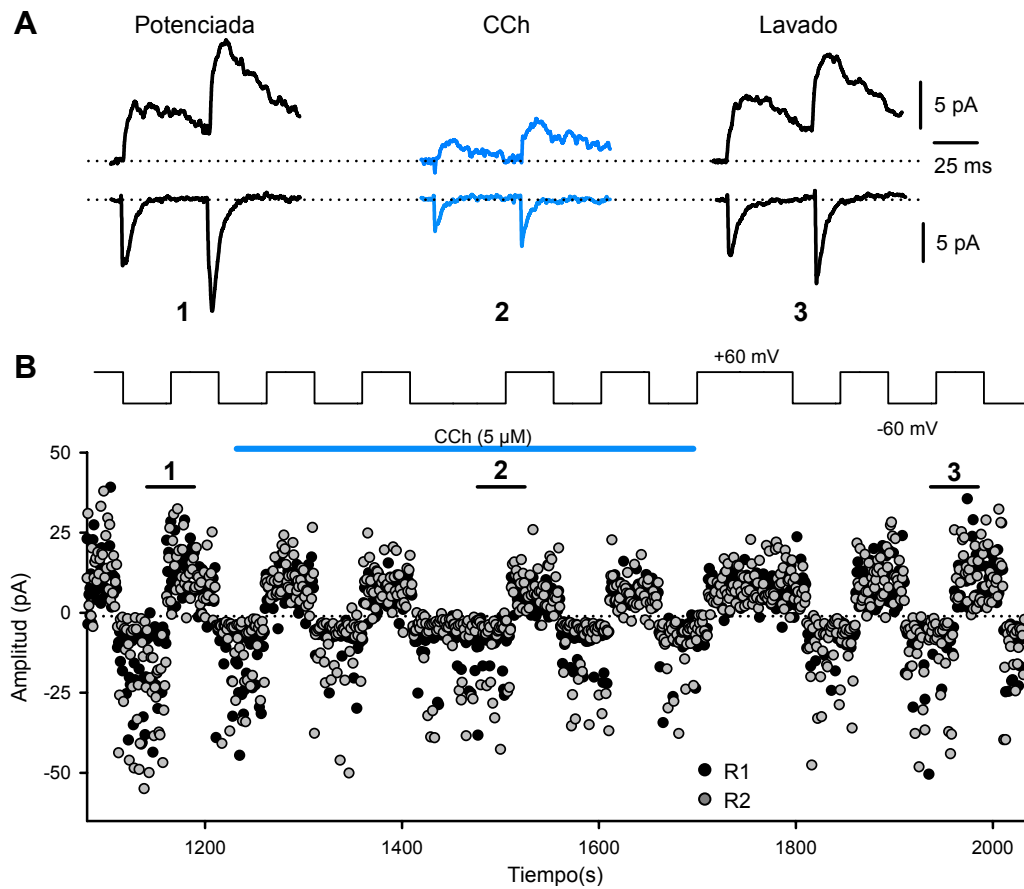 A
Potenciada
CCh
Lavado
5 pA
25 ms
5 pA
1
2
3
B
+60 mV
-60 mV
CCh (5 µM)
50
1
2
3
25
0
-25
-50
Amplitud (pA)
R1
R2
1200
1400
1600
1800
2000
Tiempo(s)